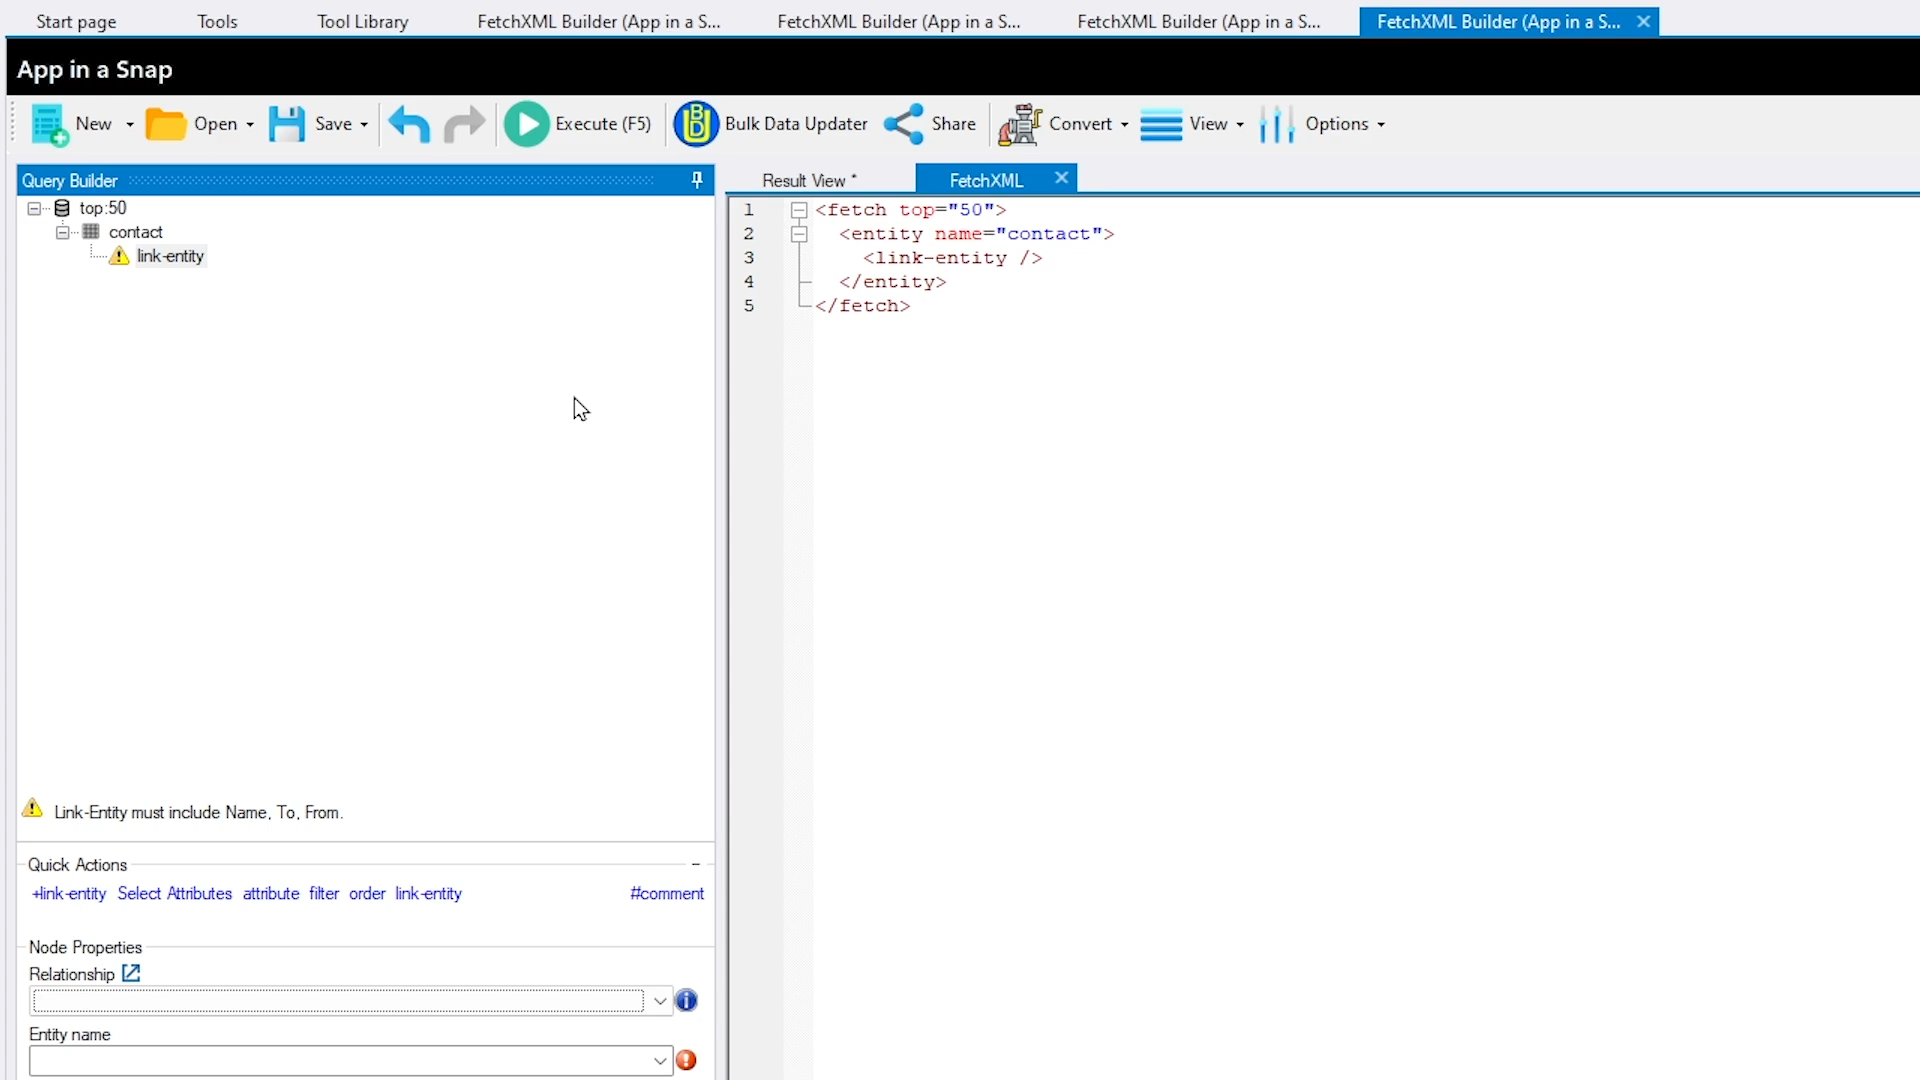 Start page Tools Tool Library FetchXML Builder (App in a S... FetchXML Builder (App in a S... FetchXML Builder (App in a S... FetchXML Builder (App in a S...
App in a Snap
New Open Save Execute (F5) BDU Bulk Data Updater Share Convert View Options
Query Builder
top:50
contact
link-entity
Link-Entity must include Name, To, From.
Quick Actions
+link-entity Select Attributes attribute filter order link-entity #comment
Node Properties
Relationship
Entity name
Result View * FetchXML
1 <fetch top="50">
2 <entity name="contact">
3 <link-entity />
4 </entity>
5 </fetch>